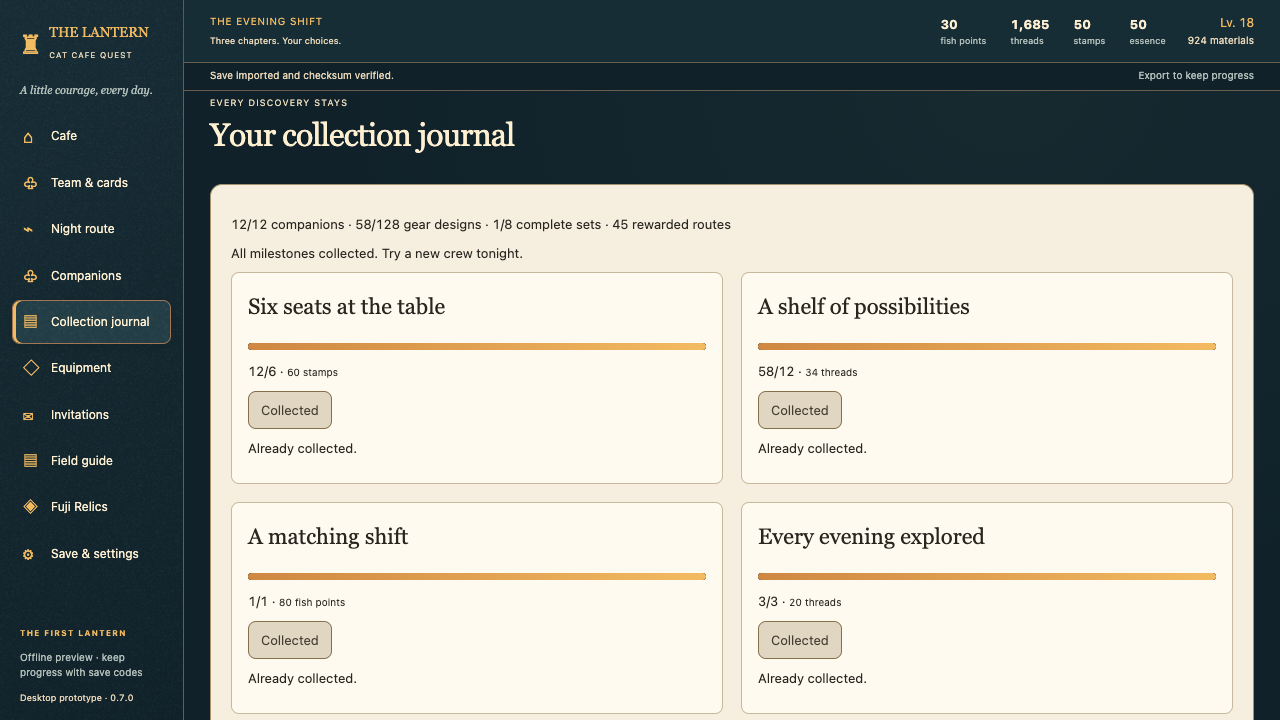 THE LANTERN
CAT CAFE QUEST
A little courage, every day.
Cafe
Team & cards
Night route
Companions
Collection journal
Equipment
Invitations
Field guide
Fuji Relics
Save & settings
THE FIRST LANTERN
Offline preview · keep
progress with save codes
Desktop prototype · 0.7.0
THE EVENING SHIFT
Three chapters. Your choices.
30
fish points
1,685
threads
50
stamps
50
essence
Lv. 18
924 materials
Save imported and checksum verified.
Export to keep progress
EVERY DISCOVERY STAYS
Your collection journal
12/12 companions · 58/128 gear designs · 1/8 complete sets · 45 rewarded routes
All milestones collected. Try a new crew tonight.
Six seats at the table
12/6 · 60 stamps
Collected
Already collected.
A shelf of possibilities
58/12 · 34 threads
Collected
Already collected.
A matching shift
1/1 · 80 fish points
Collected
Already collected.
Every evening explored
3/3 · 20 threads
Collected
Already collected.